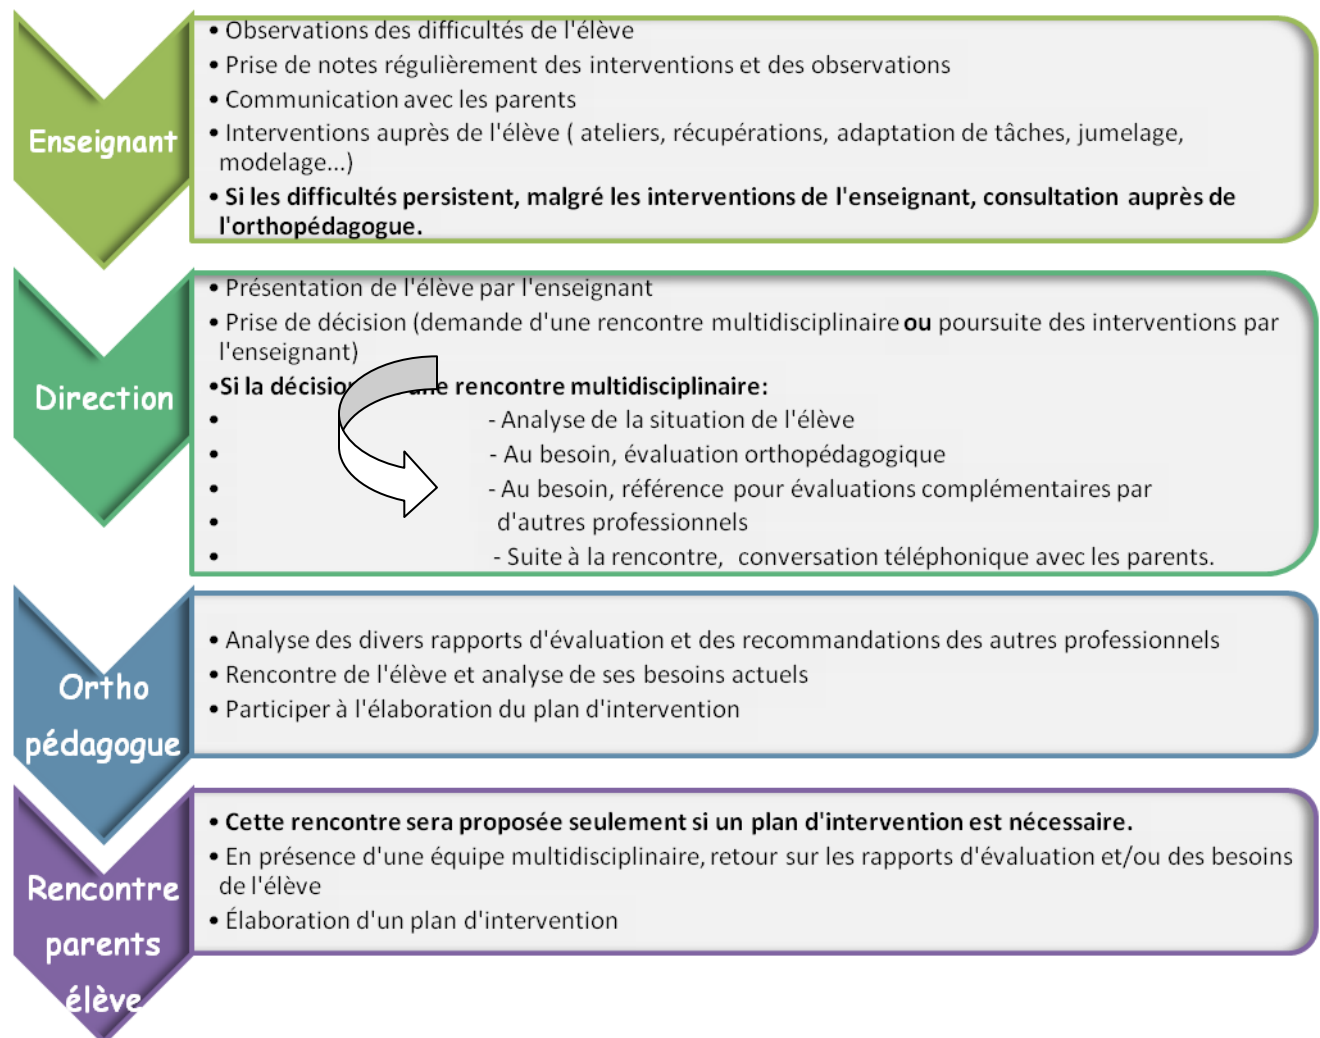 Enseignant
• Observations des difficultés de l'élève
• Prise de notes régulièrement des interventions et des observations
• Communication avec les parents
• Interventions auprès de l'élève ( ateliers, récupérations, adaptation de tâches, jumelage,
modelage...)
• Si les difficultés persistent, malgré les interventions de l'enseignant, consultation auprès de
l'orthopédagogue.
Direction
• Présentation de l'élève par l'enseignant
• Prise de décision (demande d'une rencontre multidisciplinaire ou poursuite des interventions par
l'enseignant)
•Si la décision une rencontre multidisciplinaire:
• - Analyse de la situation de l'élève
• - Au besoin, évaluation orthopédagogique
• - Au besoin, référence pour évaluations complémentaires par
• d'autres professionnels
• - Suite à la rencontre, conversation téléphonique avec les parents.
Ortho
pédagogue
• Analyse des divers rapports d'évaluation et des recommandations des autres professionnels
• Rencontre de l'élève et analyse de ses besoins actuels
• Participer à l'élaboration du plan d'intervention
Rencontre
parents
élève
• Cette rencontre sera proposée seulement si un plan d'intervention est nécessaire.
• En présence d'une équipe multidisciplinaire, retour sur les rapports d'évaluation et/ou des besoins
de l'élève
• Élaboration d'un plan d'intervention